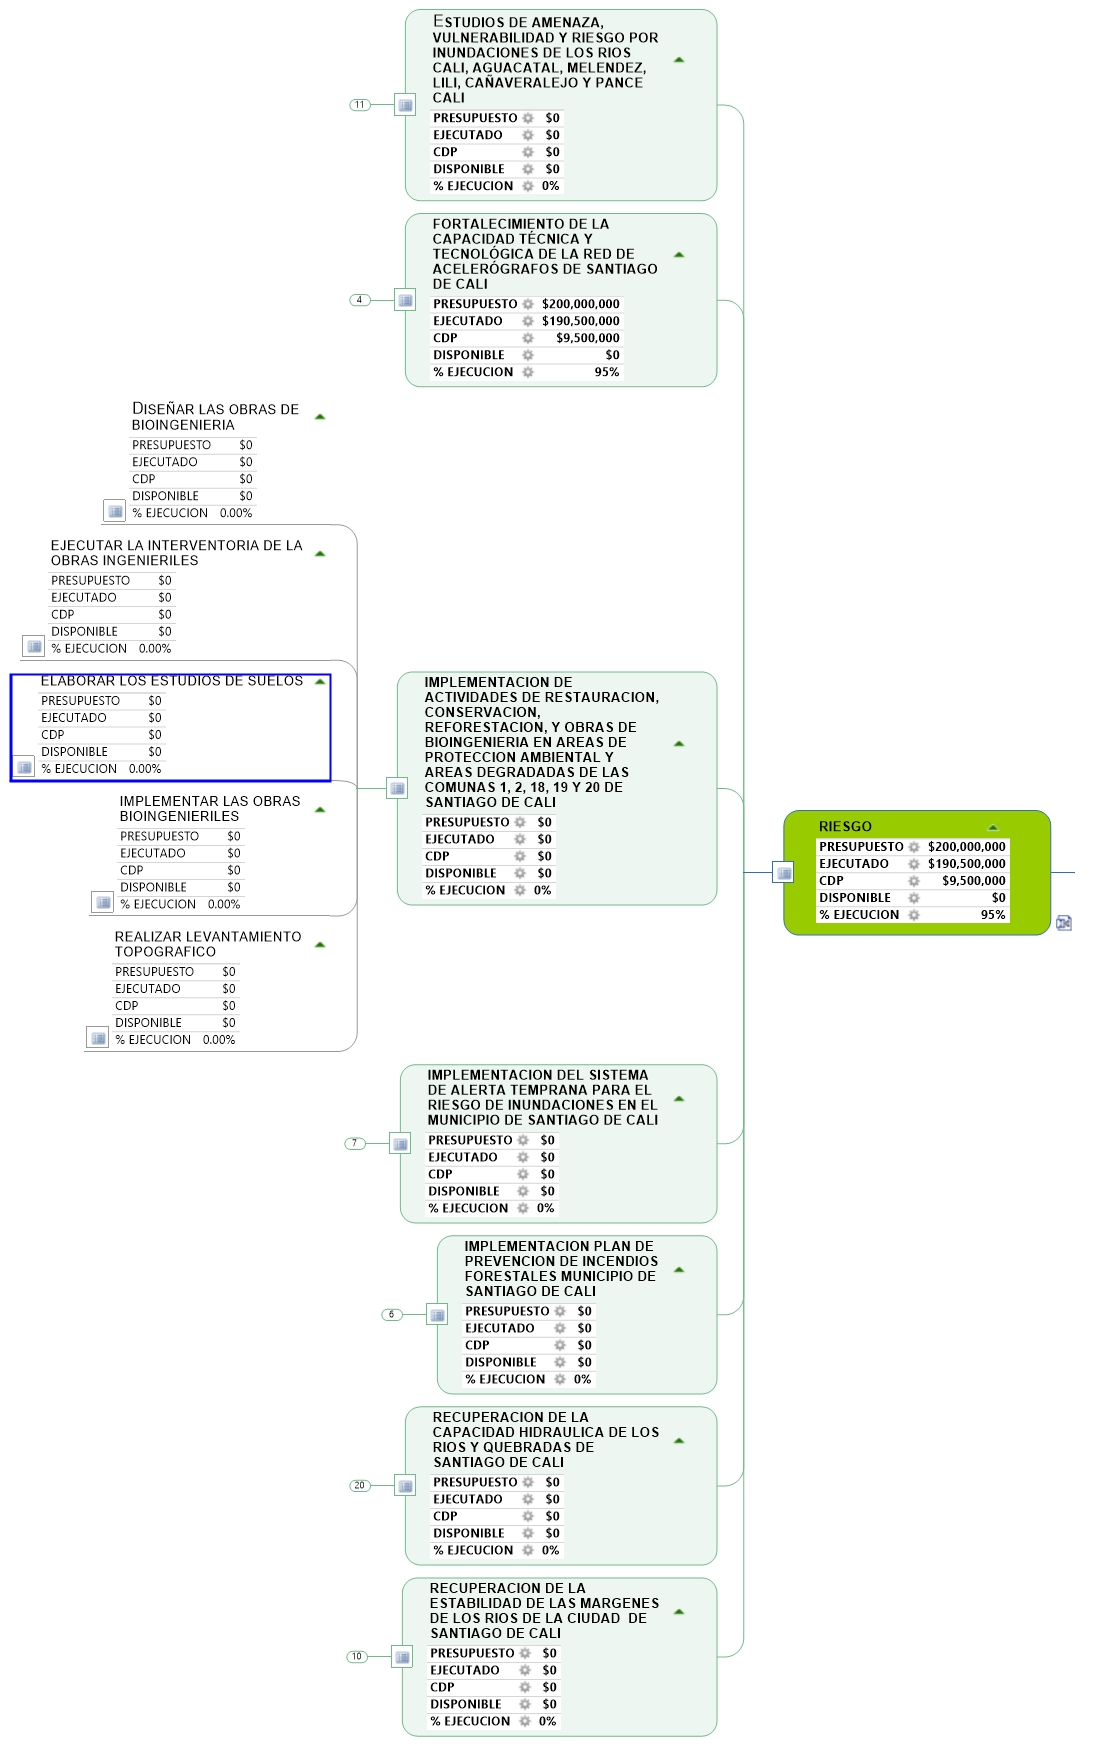 ESTUDIOS DE AMENAZA,
VULNERABILIDAD Y RIESGO POR
INUNDACIONES DE LOS RIOS
CALI, AGUACATAL, MELENDEZ,
LILI, CAÑAVERALEJO Y PANCE
CALI
11
PRESUPUESTO $0
EJECUTADO $0
CDP $0
DISPONIBLE $0
% EJECUCION 0%
FORTALECIMIENTO DE LA
CAPACIDAD TÉCNICA Y
TECNOLÓGICA DE LA RED DE
ACELERÓGRAFOS DE SANTIAGO
DE CALI
4
PRESUPUESTO $200,000,000
EJECUTADO $190,500,000
CDP $9,500,000
DISPONIBLE $0
% EJECUCION 95%
DISEÑAR LAS OBRAS DE
BIOINGENIERIA
PRESUPUESTO $0
EJECUTADO $0
CDP $0
DISPONIBLE $0
% EJECUCION 0.00%
EJECUTAR LA INTERVENTORIA DE LA
OBRAS INGENIERILES
PRESUPUESTO $0
EJECUTADO $0
CDP $0
DISPONIBLE $0
% EJECUCION 0.00%
ELABORAR LOS ESTUDIOS DE SUELOS
PRESUPUESTO $0
EJECUTADO $0
CDP $0
DISPONIBLE $0
% EJECUCION 0.00%
IMPLEMENTAR LAS OBRAS
BIOINGENIERILES
PRESUPUESTO $0
EJECUTADO $0
CDP $0
DISPONIBLE $0
% EJECUCION 0.00%
REALIZAR LEVANTAMIENTO
TOPOGRAFICO
PRESUPUESTO $0
EJECUTADO $0
CDP $0
DISPONIBLE $0
% EJECUCION 0.00%
IMPLEMENTACION DE
ACTIVIDADES DE RESTAURACION,
CONSERVACION,
REFORESTACION, Y OBRAS DE
BIOINGENIERIA EN AREAS DE
PROTECCION AMBIENTAL Y
AREAS DEGRADADAS DE LAS
COMUNAS 1, 2, 18, 19 Y 20 DE
SANTIAGO DE CALI
PRESUPUESTO $0
EJECUTADO $0
CDP $0
DISPONIBLE $0
% EJECUCION 0%
RIESGO
PRESUPUESTO $200,000,000
EJECUTADO $190,500,000
CDP $9,500,000
DISPONIBLE $0
% EJECUCION 95%
IMPLEMENTACION DEL SISTEMA
DE ALERTA TEMPRANA PARA EL
RIESGO DE INUNDACIONES EN EL
MUNICIPIO DE SANTIAGO DE CALI
7
PRESUPUESTO $0
EJECUTADO $0
CDP $0
DISPONIBLE $0
% EJECUCION 0%
IMPLEMENTACION PLAN DE
PREVENCION DE INCENDIOS
FORESTALES MUNICIPIO DE
SANTIAGO DE CALI
6
PRESUPUESTO $0
EJECUTADO $0
CDP $0
DISPONIBLE $0
% EJECUCION 0%
RECUPERACION DE LA
CAPACIDAD HIDRAULICA DE LOS
RIOS Y QUEBRADAS DE
SANTIAGO DE CALI
20
PRESUPUESTO $0
EJECUTADO $0
CDP $0
DISPONIBLE $0
% EJECUCION 0%
RECUPERACION DE LA
ESTABILIDAD DE LAS MARGENES
DE LOS RIOS DE LA CIUDAD DE
SANTIAGO DE CALI
10
PRESUPUESTO $0
EJECUTADO $0
CDP $0
DISPONIBLE $0
% EJECUCION 0%